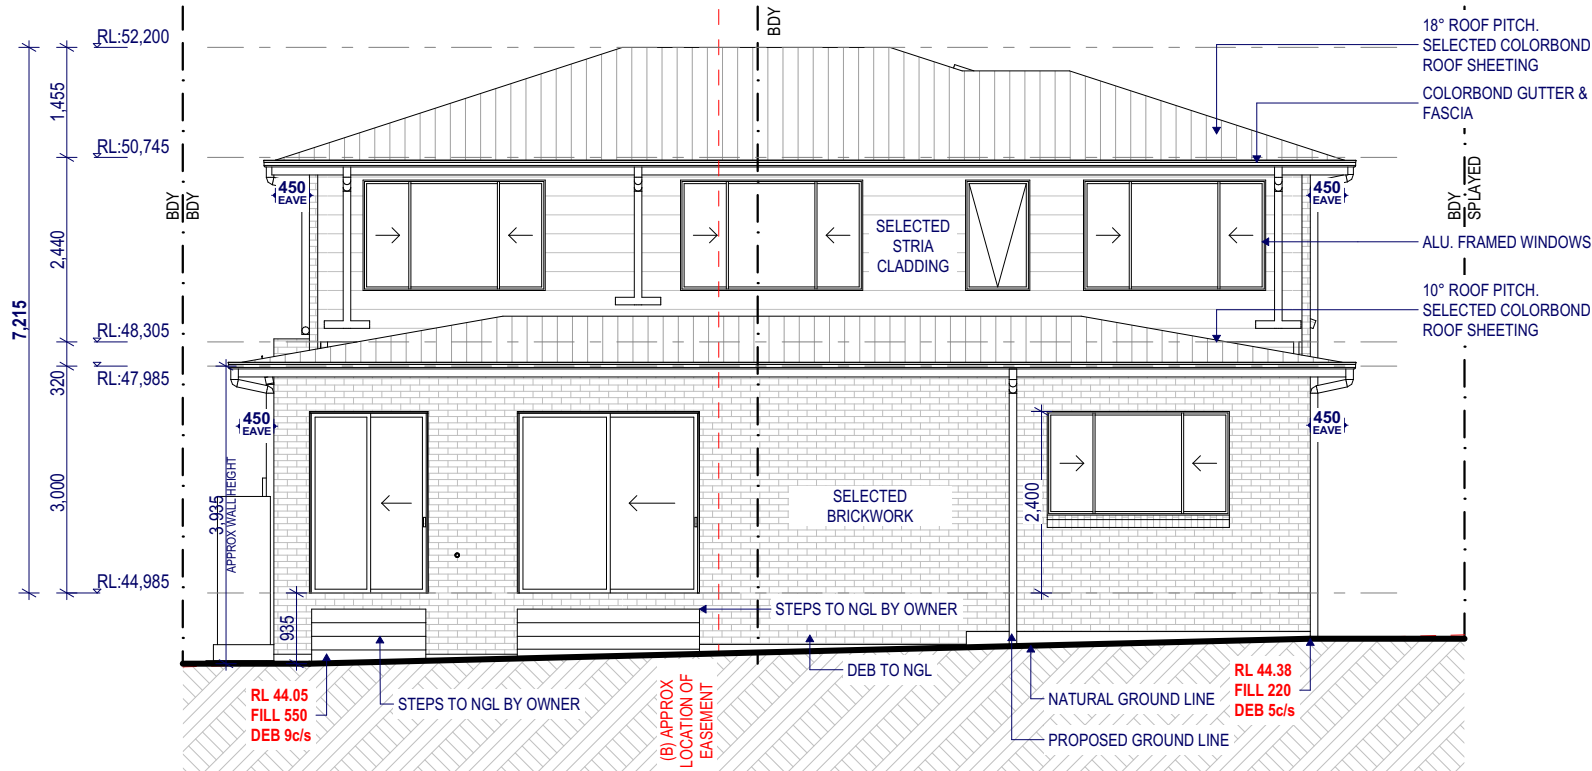 RL:52,200
BDY
18° ROOF PITCH.
SELECTED COLORBOND
ROOF SHEETING
COLORBOND GUTTER &
FASCIA
1,455
RL:50,745
450
EAVE
450
EAVE
BDY
BDY
BDY
SPLAYED
SELECTED
STRIA
CLADDING
ALU. FRAMED WINDOWS
2,440
7,215
10° ROOF PITCH.
SELECTED COLORBOND
ROOF SHEETING
RL:48,305
320
RL:47,985
450
EAVE
450
EAVE
3,000
3,935
APPROX WALL HEIGHT
SELECTED
BRICKWORK
2,400
RL:44,985
935
STEPS TO NGL BY OWNER
DEB TO NGL
RL 44.05
FILL 550
DEB 9c/s
STEPS TO NGL BY OWNER
(B) APPROX
LOCATION OF
EASEMENT
NATURAL GROUND LINE
RL 44.38
FILL 220
DEB 5c/s
PROPOSED GROUND LINE